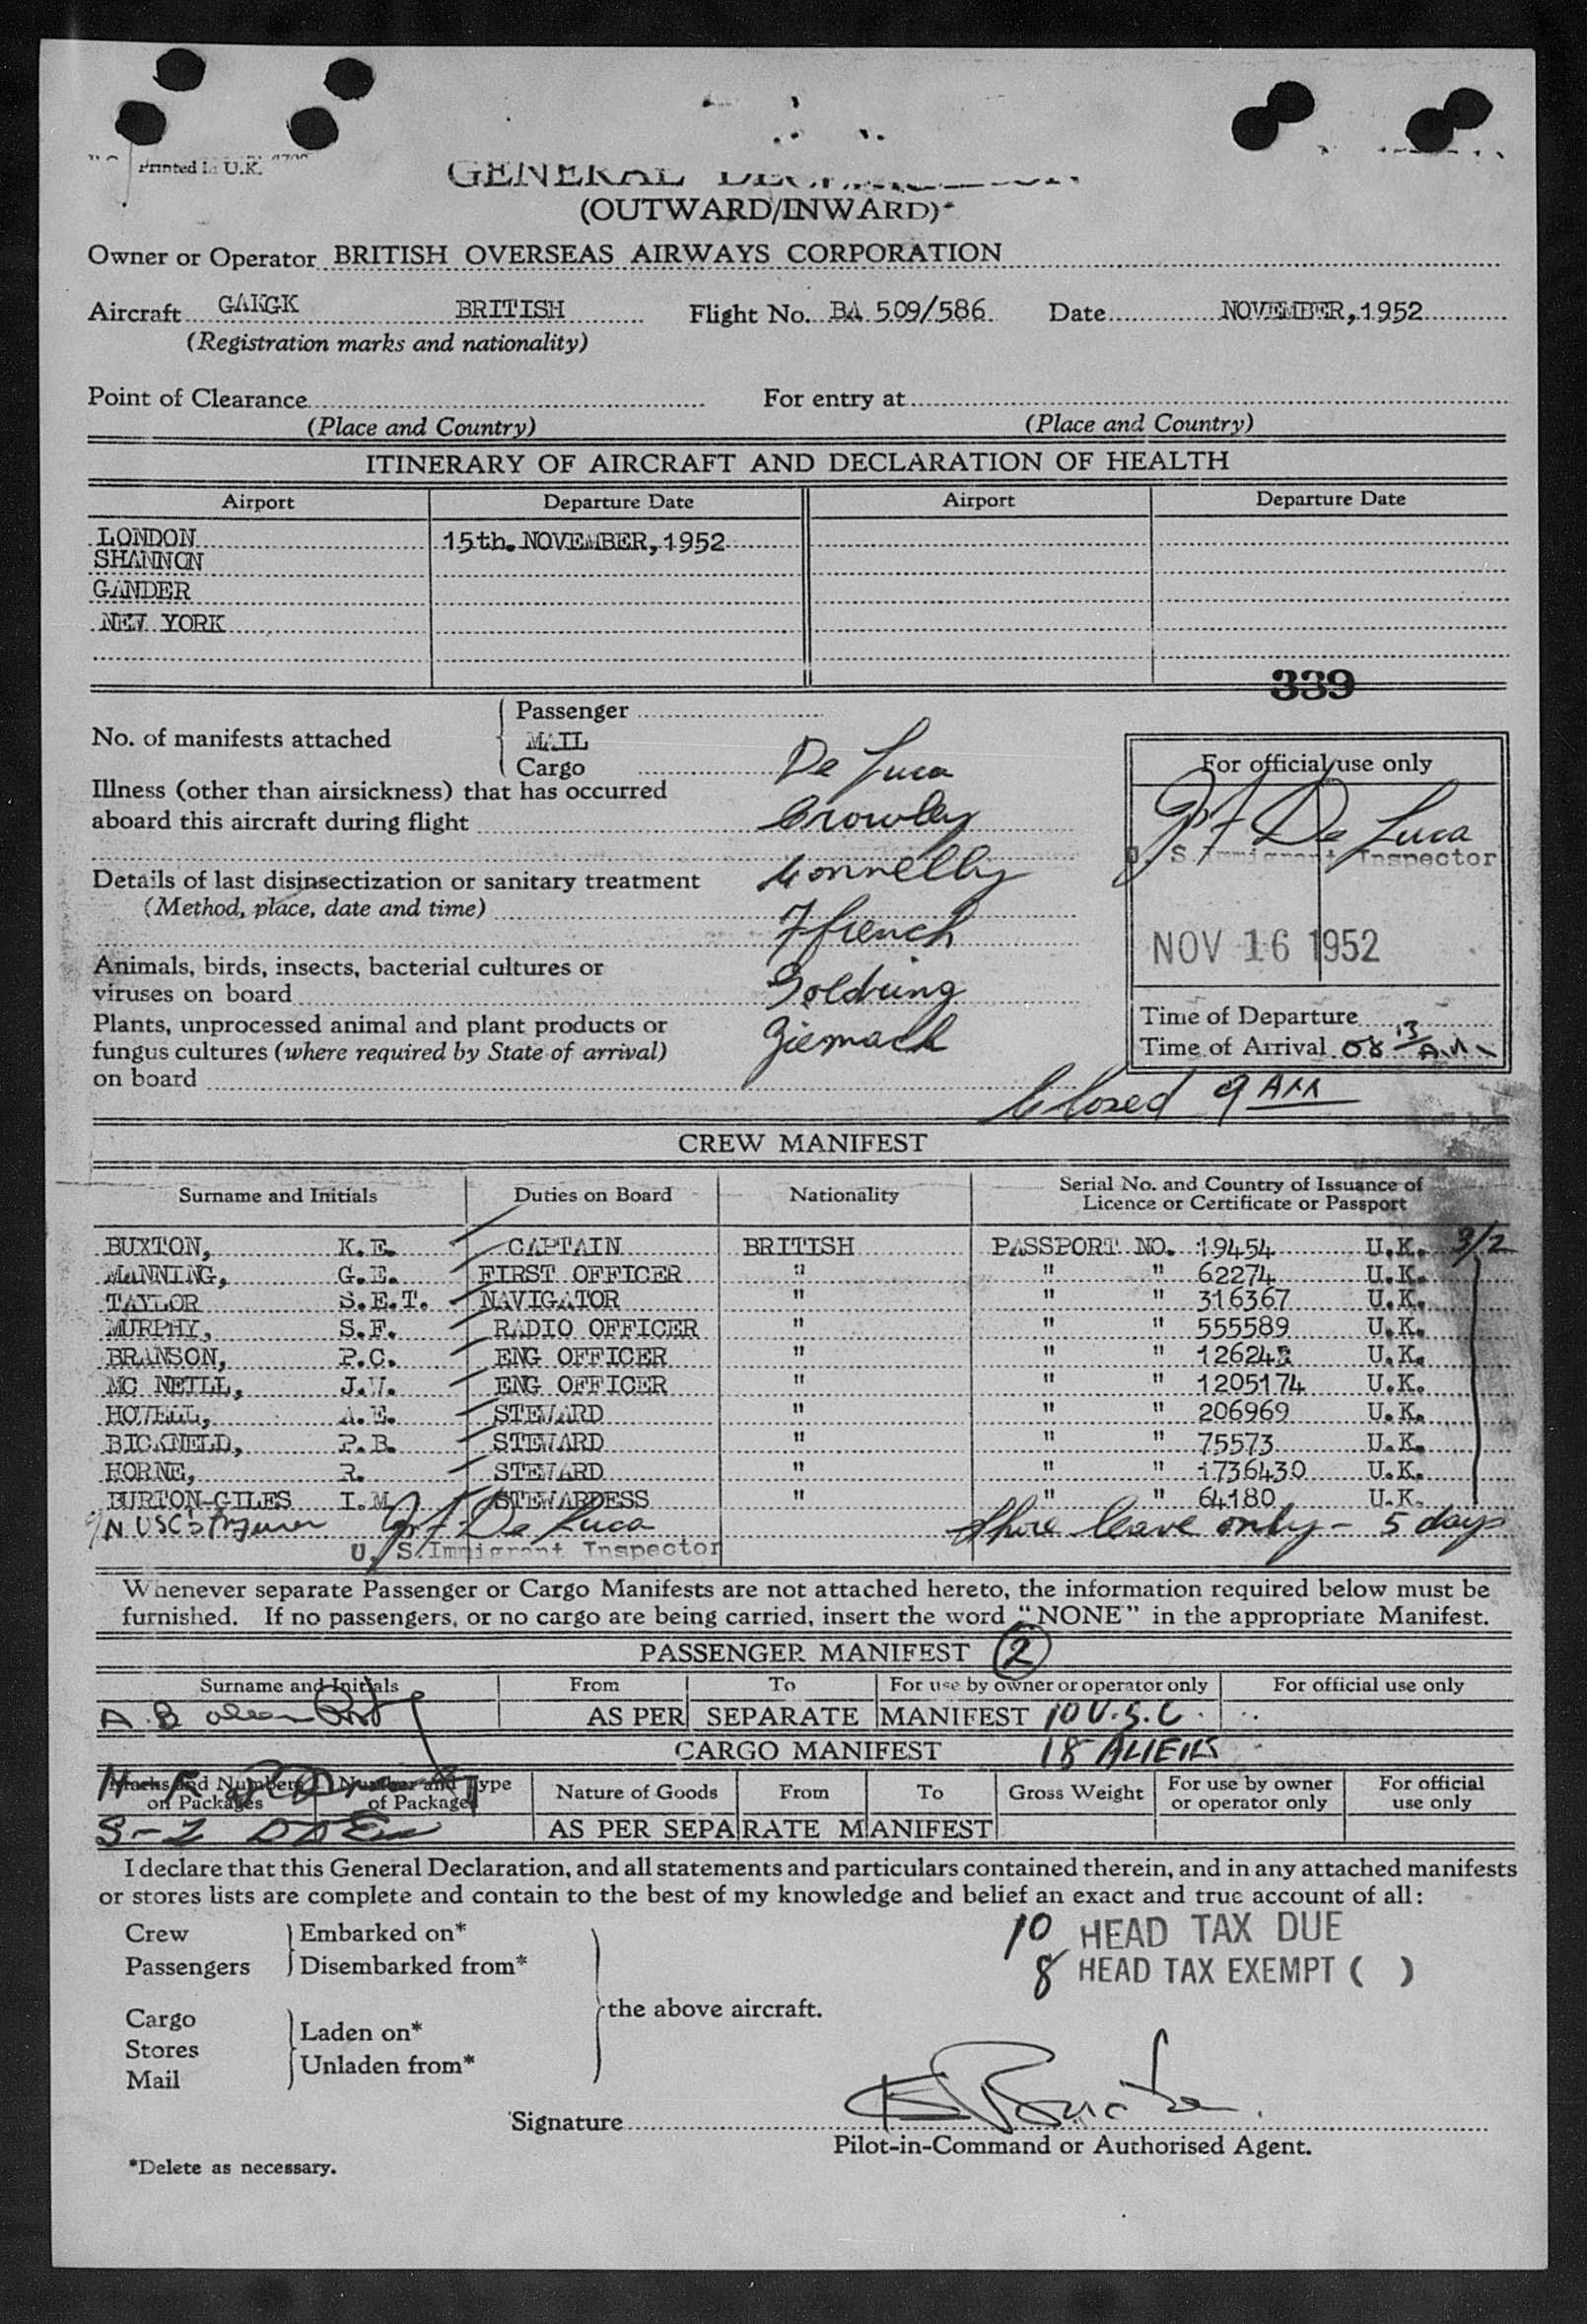 Printed in U.K.
GENERAL DECLARATION
(OUTWARD/INWARD)*
Owner or Operator BRITISH OVERSEAS AIRWAYS CORPORATION
Aircraft GAKGK BRITISH Flight No. BA 509/586 Date NOVEMBER, 1952
(Registration marks and nationality)
Point of Clearance For entry at
(Place and Country) (Place and Country)
ITINERARY OF AIRCRAFT AND DECLARATION OF HEALTH
Airport Departure Date Airport Departure Date
LONDON 15th. NOVEMBER, 1952
SHANNON
GANDER
NEW YORK
339
Passenger
No. of manifests attached MAIL
Cargo De Luca
For official use only
Illness (other than airsickness) that has occurred
aboard this aircraft during flight Crowley
De Luca
U. S. Immigrant Inspector
Details of last disinsectization or sanitary treatment Connelly
(Method, place, date and time) Ffrench
NOV 16 1952
Animals, birds, insects, bacterial cultures or
viruses on board Goldring
Plants, unprocessed animal and plant products or Ziemack
fungus cultures (where required by State of arrival)
on board
Time of Departure
Time of Arrival 08 13 A.M.
Closed 9 AM
CREW MANIFEST
Surname and Initials Duties on Board Nationality Serial No. and Country of Issuance of
Licence or Certificate or Passport
BUXTON, K.E. CAPTAIN BRITISH PASSPORT NO. 19454 U.K. 3/2
MANNING, G.E. FIRST OFFICER " " " 62274 U.K.
TAYLOR S.E.T. NAVIGATOR " " " 316367 U.K.
MURPHY, S.F. RADIO OFFICER " " " 555589 U.K.
BRANSON, P.C. ENG OFFICER " " " U.K.
MC NEILL, J.W. ENG OFFICER " " " 1205174 U.K.
HOWELL, A.E. STEWARD " " " 206969 U.K.
BICKNELD, P.B. STEWARD " " " 75573 U.K.
HORNE, R. STEWARD " " " 1736430 U.K.
BURTON-GILES I.M. STEWARDESS " " " 64180 U.K.
De Luca Shore leave only - 5 days
U. S. Immigrant Inspector
Whenever separate Passenger or Cargo Manifests are not attached hereto, the information required below must be
furnished. If no passengers, or no cargo are being carried, insert the word "NONE" in the appropriate Manifest.
PASSENGER MANIFEST 2
Surname and Initials From To For use by owner or operator only For official use only
AS PER SEPARATE MANIFEST 10 U.S.C.
CARGO MANIFEST 18 ALIENS
Marks and Numbers on Packages Number and Type of Packages Nature of Goods From To Gross Weight For use by owner or operator only For official use only
AS PER SEPARATE MANIFEST
I declare that this General Declaration, and all statements and particulars contained therein, and in any attached manifests
or stores lists are complete and contain to the best of my knowledge and belief an exact and true account of all:
Crew Embarked on*
Passengers Disembarked from*
10 HEAD TAX DUE
8 HEAD TAX EXEMPT ( )
the above aircraft.
Cargo
Stores Laden on*
Mail Unladen from*
Signature
Pilot-in-Command or Authorised Agent.
*Delete as necessary.